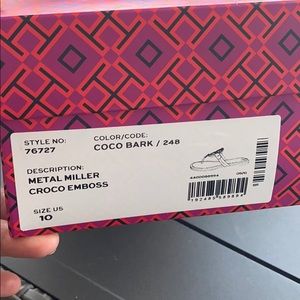 STYLE NO:
76727
COLOR/CODE:
COCO BARK / 248
DESCRIPTION:
METAL MILLER
CROCO EMBOSS
SIZE US
10